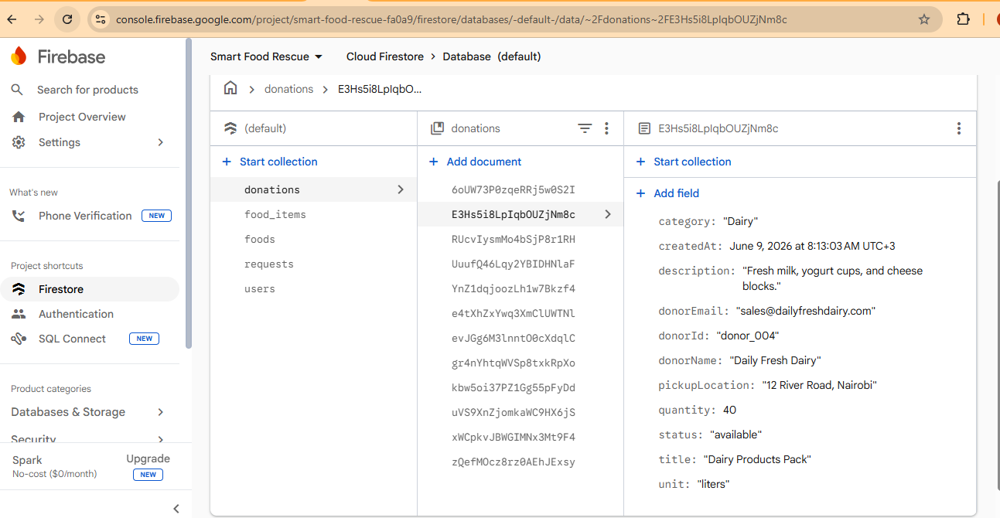 console.firebase.google.com/project/smart-food-rescue-fa0a9/firestore/databases/-default-/data/~2Fdonations~2FE3Hs5i8LpIqbOUZjNm8c
Firebase
Search for products
Project Overview
Settings
What's new
Phone Verification NEW
Project shortcuts
Firestore
Authentication
SQL Connect NEW
Product categories
Databases & Storage
Security
Spark
No-cost ($0/month)
Upgrade
NEW
Smart Food Rescue
Cloud Firestore > Database (default)
donations > E3Hs5i8LpIqbO...
(default)
Start collection
donations
food_items
foods
requests
users
donations
Add document
6oUW73P0zqeRRj5w0S2I
E3Hs5i8LpIqbOUZjNm8c
RUcvIysmMo4bSjP8r1RH
UuufQ46Lqy2YBIDHNlaF
YnZ1dqjoozLh1w7Bkzf4
e4tXhZxYwq3XmClUWTNl
evJGg6M3lnntO0cXdqlC
gr4nYhtqWVSp8txkRpXo
kbw5oi37PZ1Gg55pFyDd
uVS9XnZjomkaWC9HX6jS
xWCpkvJBWGIMNx3Mt9F4
zQefMOcz8rz0AEhJExsy
E3Hs5i8LpIqbOUZjNm8c
Start collection
Add field
category: "Dairy"
createdAt: June 9, 2026 at 8:13:03 AM UTC+3
description: "Fresh milk, yogurt cups, and cheese
blocks."
donorEmail: "sales@dailyfreshdairy.com"
donorId: "donor_004"
donorName: "Daily Fresh Dairy"
pickupLocation: "12 River Road, Nairobi"
quantity: 40
status: "available"
title: "Dairy Products Pack"
unit: "liters"